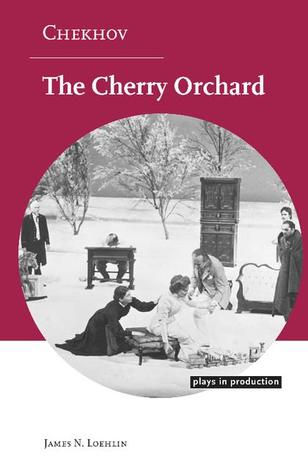 CHEKHOV
The Cherry Orchard
plays in production
JAMES N. LOEHLIN